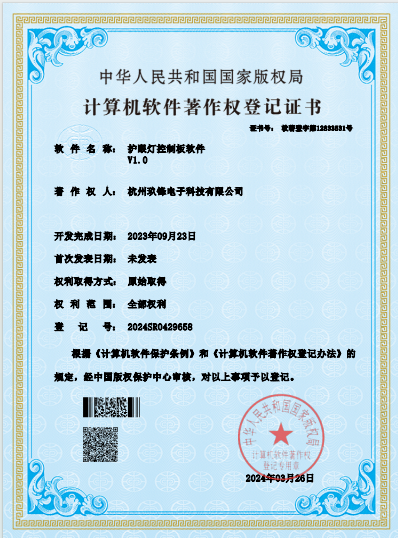 中华人民共和国国家版权局
计算机软件著作权登记证书
证书号： 软著登字第12833531号
软件名称： 护眼灯控制板软件
V1.0
著作权人： 杭州玖锋电子科技有限公司
开发完成日期： 2023年09月23日
首次发表日期： 未发表
权利取得方式： 原始取得
权利范围： 全部权利
登记号： 2024SR0429658
根据《计算机软件保护条例》和《计算机软件著作权登记办法》的
规定，经中国版权保护中心审核，对以上事项予以登记。
中华人民共和国国家版权局
计算机软件著作权
登记专用章
2024年03月26日